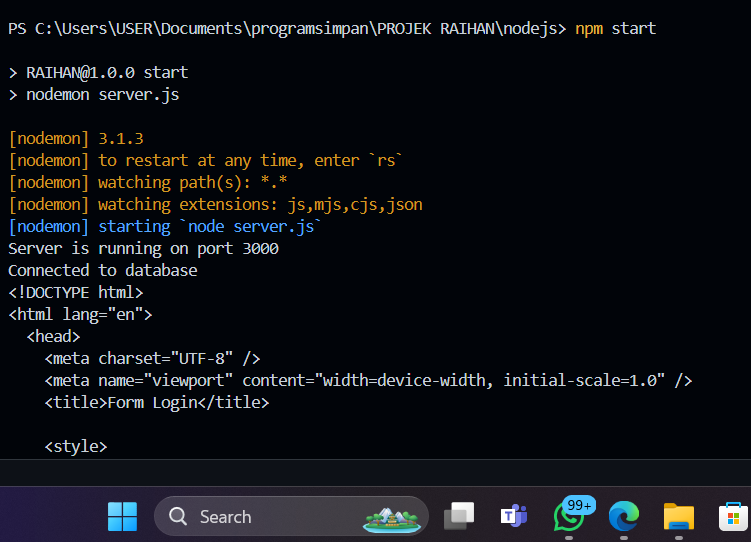 PS C:\Users\USER\Documents\programsimpan\PROJEK RAIHAN\nodejs> npm start
> RAIHAN@1.0.0 start
> nodemon server.js
[nodemon] 3.1.3
[nodemon] to restart at any time, enter `rs`
[nodemon] watching path(s): *.*
[nodemon] watching extensions: js,mjs,cjs,json
[nodemon] starting `node server.js`
Server is running on port 3000
Connected to database
<!DOCTYPE html>
<html lang="en">
  <head>
    <meta charset="UTF-8" />
    <meta name="viewport" content="width=device-width, initial-scale=1.0" />
    <title>Form Login</title>
    <style>
Search
99+